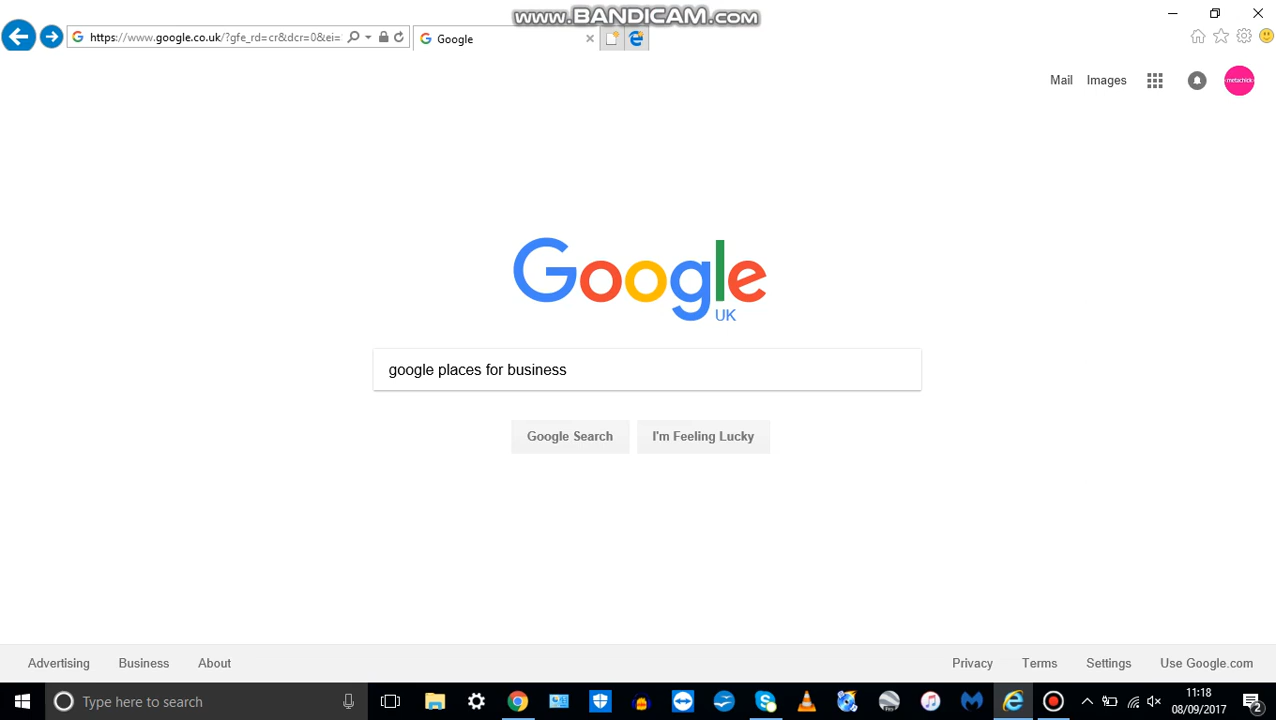 www.BANDICAM.com
https://www.google.co.uk/?gfe_rd=cr&dcr=0&ei=
Google
Mail
Images
metachick
Google
UK
google places for business
Google Search
I'm Feeling Lucky
Advertising
Business
About
Privacy
Terms
Settings
Use Google.com
Type here to search
11:18
08/09/2017
2